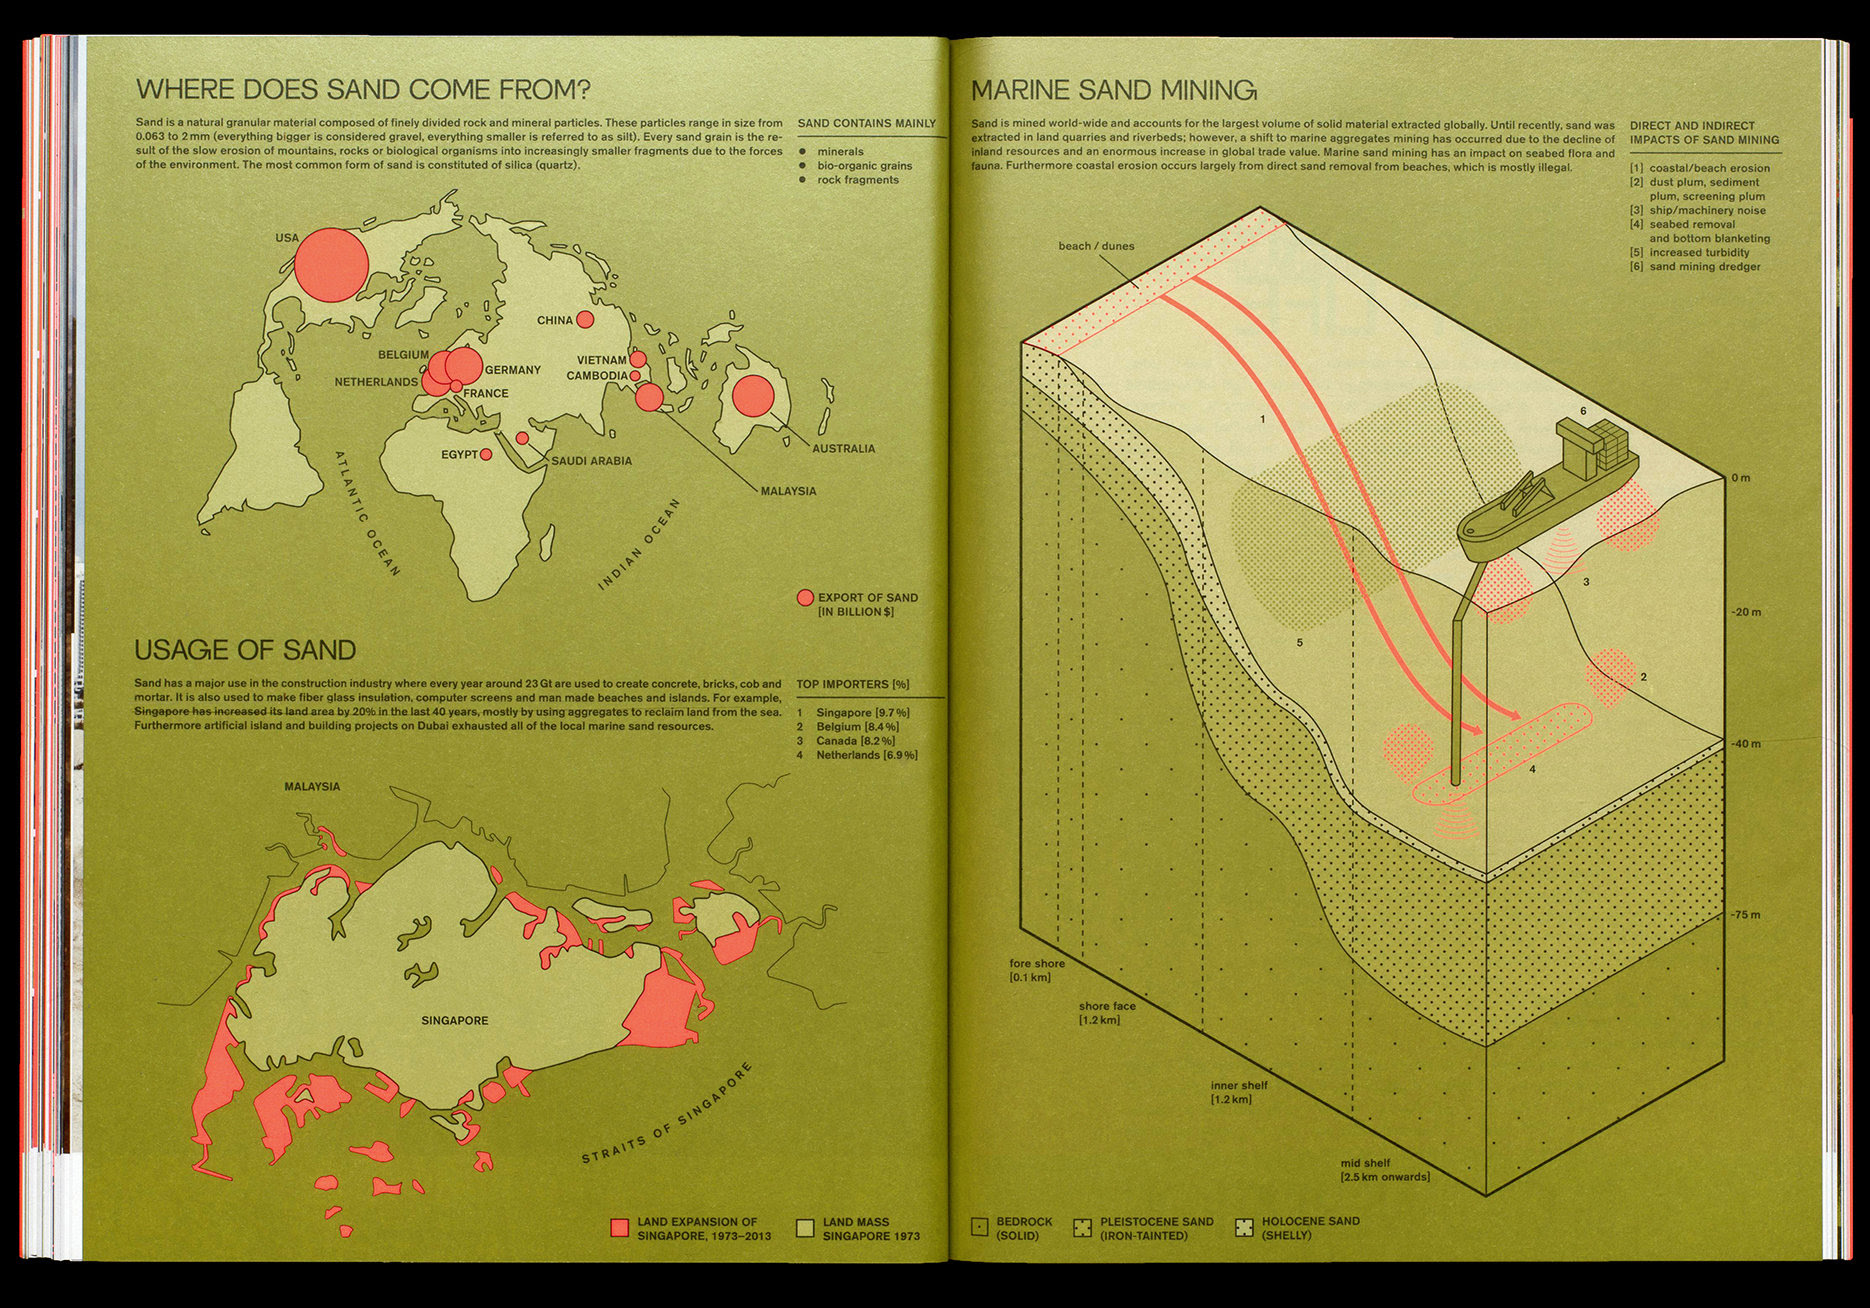 WHERE DOES SAND COME FROM?
Sand is a natural granular material composed of finely divided rock and mineral particles. These particles range in size from
0.063 to 2 mm (everything bigger is considered gravel, everything smaller is referred to as silt). Every sand grain is the re-
sult of the slow erosion of mountains, rocks or biological organisms into increasingly smaller fragments due to the forces
of the environment. The most common form of sand is constituted of silica (quartz).
SAND CONTAINS MAINLY
● minerals
● bio-organic grains
● rock fragments
USA
CHINA
BELGIUM
VIETNAM
GERMANY
CAMBODIA
NETHERLANDS
FRANCE
AUSTRALIA
EGYPT
SAUDI ARABIA
MALAYSIA
ATLANTIC OCEAN
INDIAN OCEAN
EXPORT OF SAND
[IN BILLION $]
USAGE OF SAND
Sand has a major use in the construction industry where every year around 23 Gt are used to create concrete, bricks, cob and
mortar. It is also used to make fiber glass insulation, computer screens and man made beaches and islands. For example,
Singapore has increased its land area by 20% in the last 40 years, mostly by using aggregates to reclaim land from the sea.
Furthermore artificial island and building projects on Dubai exhausted all of the local marine sand resources.
TOP IMPORTERS [%]
1 Singapore [9.7 %]
2 Belgium [8.4 %]
3 Canada [8.2 %]
4 Netherlands [6.9 %]
MALAYSIA
SINGAPORE
STRAITS OF SINGAPORE
LAND EXPANSION OF
SINGAPORE, 1973–2013
LAND MASS
SINGAPORE 1973
MARINE SAND MINING
Sand is mined world-wide and accounts for the largest volume of solid material extracted globally. Until recently, sand was
extracted in land quarries and riverbeds; however, a shift to marine aggregates mining has occurred due to the decline of
inland resources and an enormous increase in global trade value. Marine sand mining has an impact on seabed flora and
fauna. Furthermore coastal erosion occurs largely from direct sand removal from beaches, which is mostly illegal.
DIRECT AND INDIRECT
IMPACTS OF SAND MINING
[1] coastal/beach erosion
[2] dust plum, sediment
plum, screening plum
[3] ship/machinery noise
[4] seabed removal
and bottom blanketing
[5] increased turbidity
[6] sand mining dredger
beach / dunes
1
6
0 m
3
-20 m
5
2
-40 m
4
-75 m
fore shore
[0.1 km]
shore face
[1.2 km]
inner shelf
[1.2 km]
mid shelf
[2.5 km onwards]
BEDROCK
(SOLID)
PLEISTOCENE SAND
(IRON-TAINTED)
HOLOCENE SAND
(SHELLY)